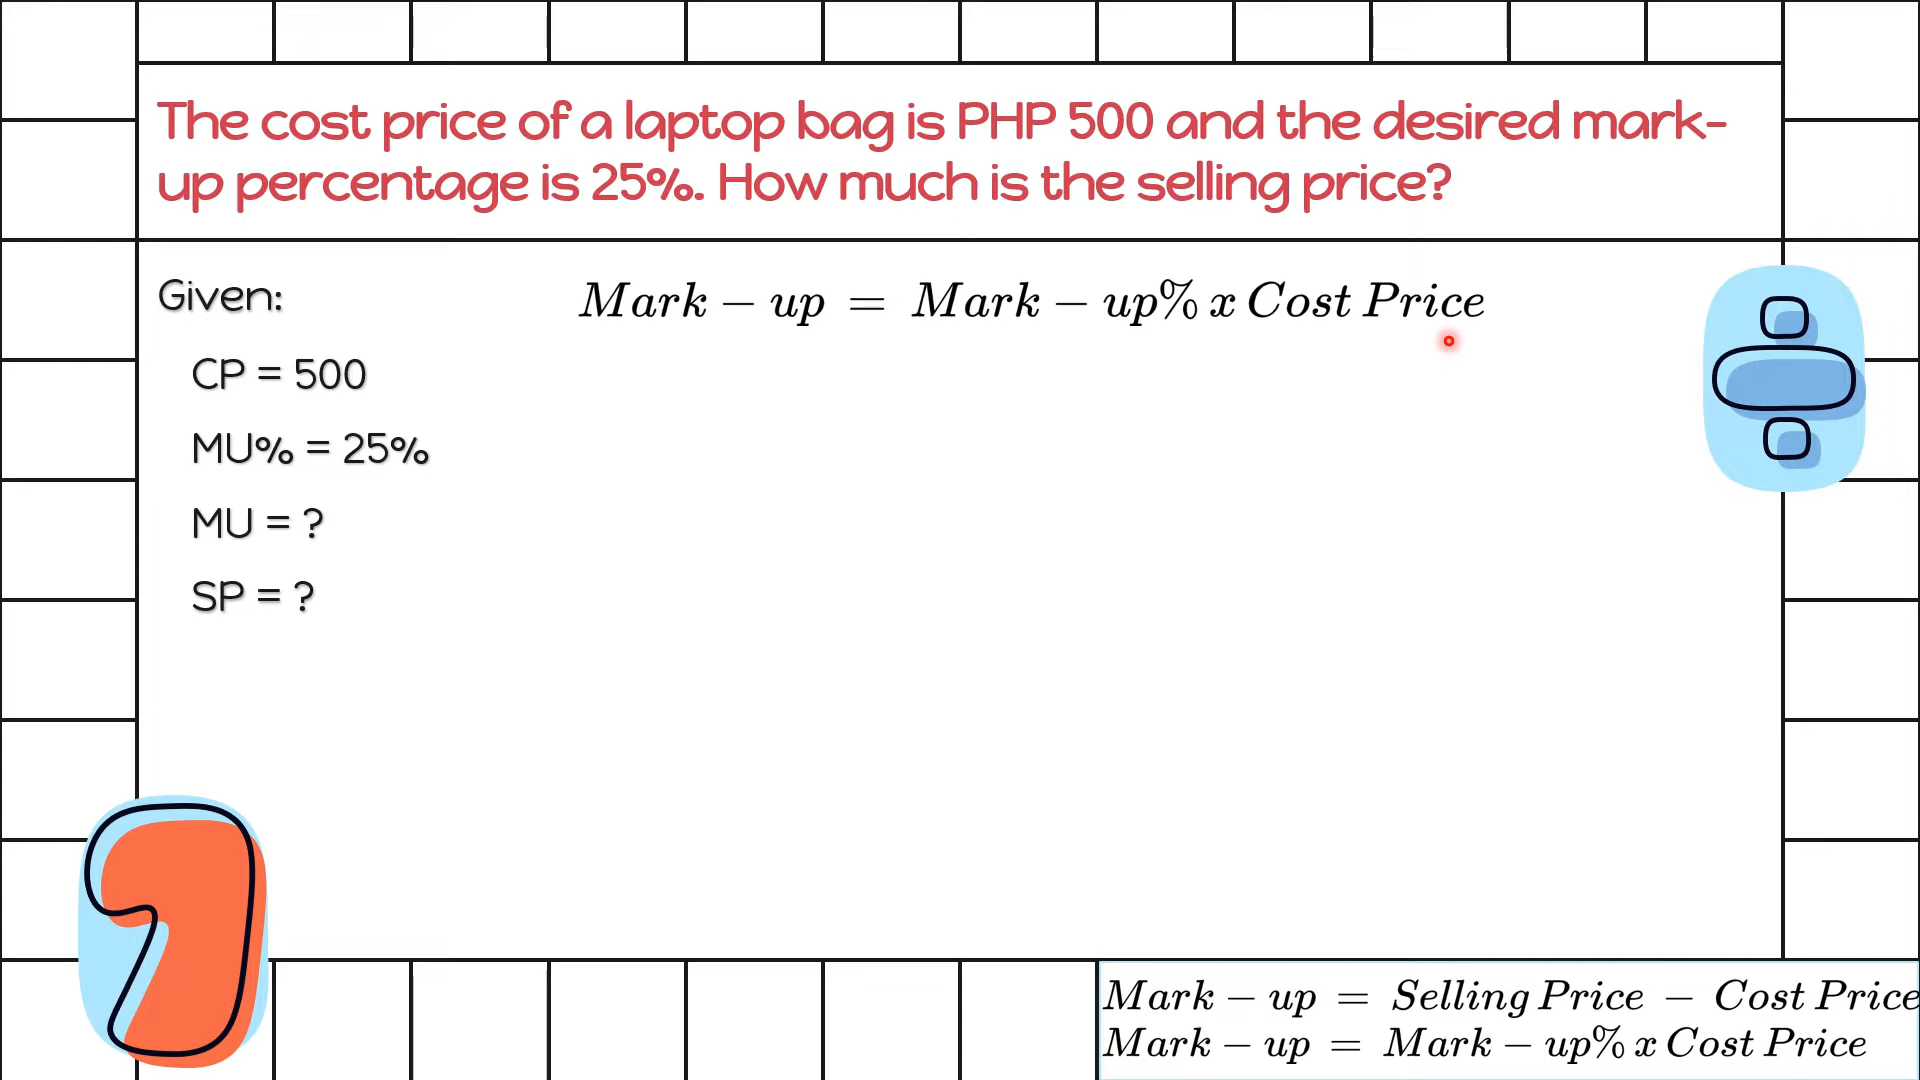 The cost price of a laptop bag is PHP 500 and the desired mark-
up percentage is 25%. How much is the selling price?
Given:
Mark - up = Mark - up% x Cost Price
CP = 500
MU% = 25%
MU = ?
SP = ?
Mark - up = Selling Price - Cost Price
Mark - up = Mark - up% x Cost Price